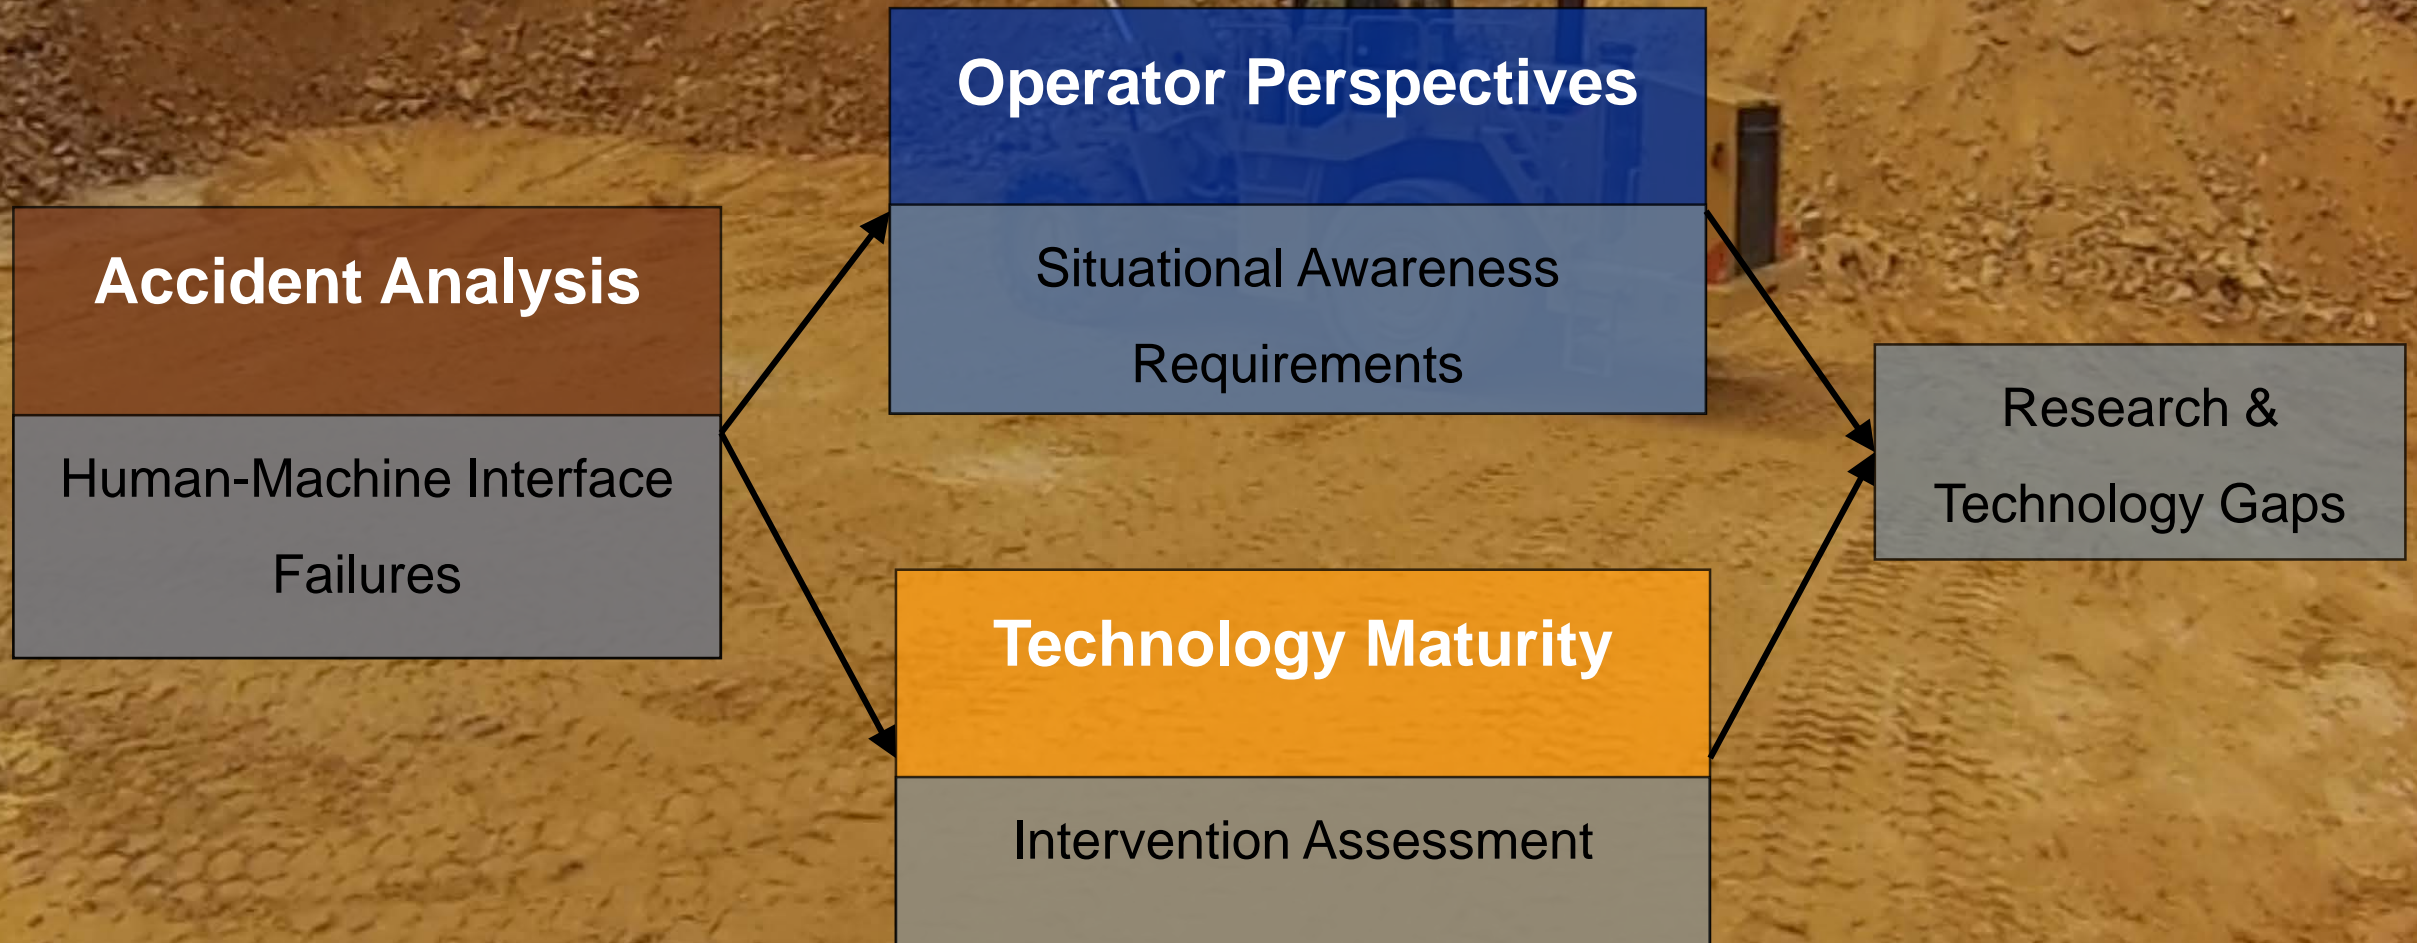 Accident Analysis
Human-Machine Interface
Failures
Operator Perspectives
Situational Awareness
Requirements
Technology Maturity
Intervention Assessment
Research &
Technology Gaps